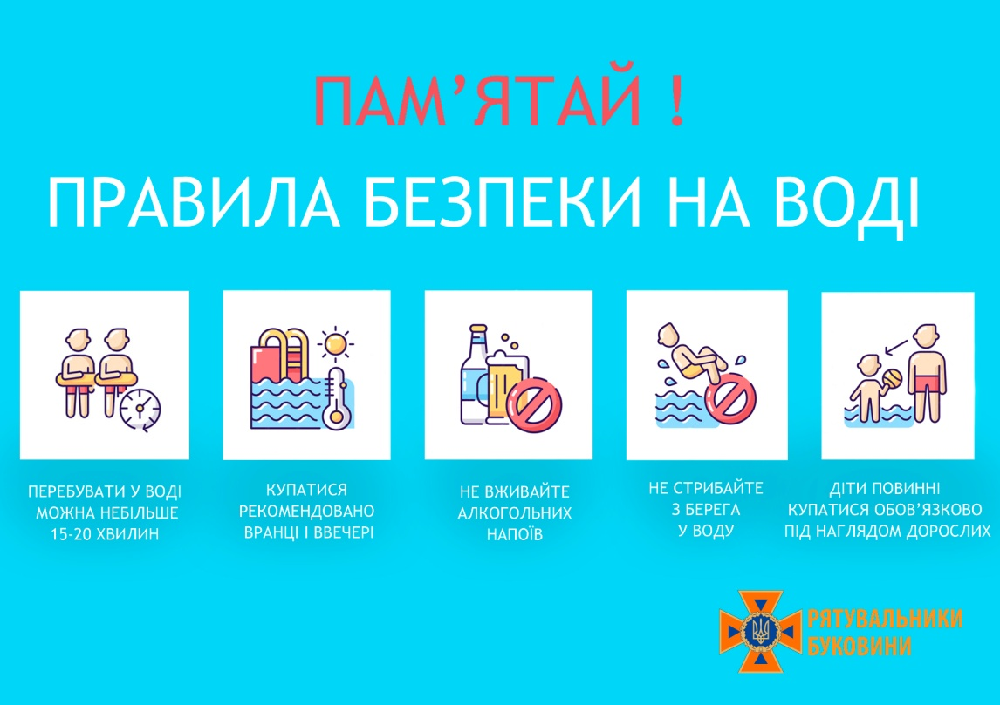 ПАМ’ЯТАЙ !
ПРАВИЛА БЕЗПЕКИ НА ВОДІ
ПЕРЕБУВАТИ У ВОДІ
МОЖНА НЕБІЛЬШЕ
15-20 ХВИЛИН
КУПАТИСЯ
РЕКОМЕНДОВАНО
ВРАНЦІ І ВВЕЧЕРІ
НЕ ВЖИВАЙТЕ
АЛКОГОЛЬНИХ
НАПОЇВ
НЕ СТРИБАЙТЕ
З БЕРЕГА
У ВОДУ
ДІТИ ПОВИННІ
КУПАТИСЯ ОБОВ’ЯЗКОВО
ПІД НАГЛЯДОМ ДОРОСЛИХ
РЯТУВАЛЬНИКИ
БУКОВИНИ